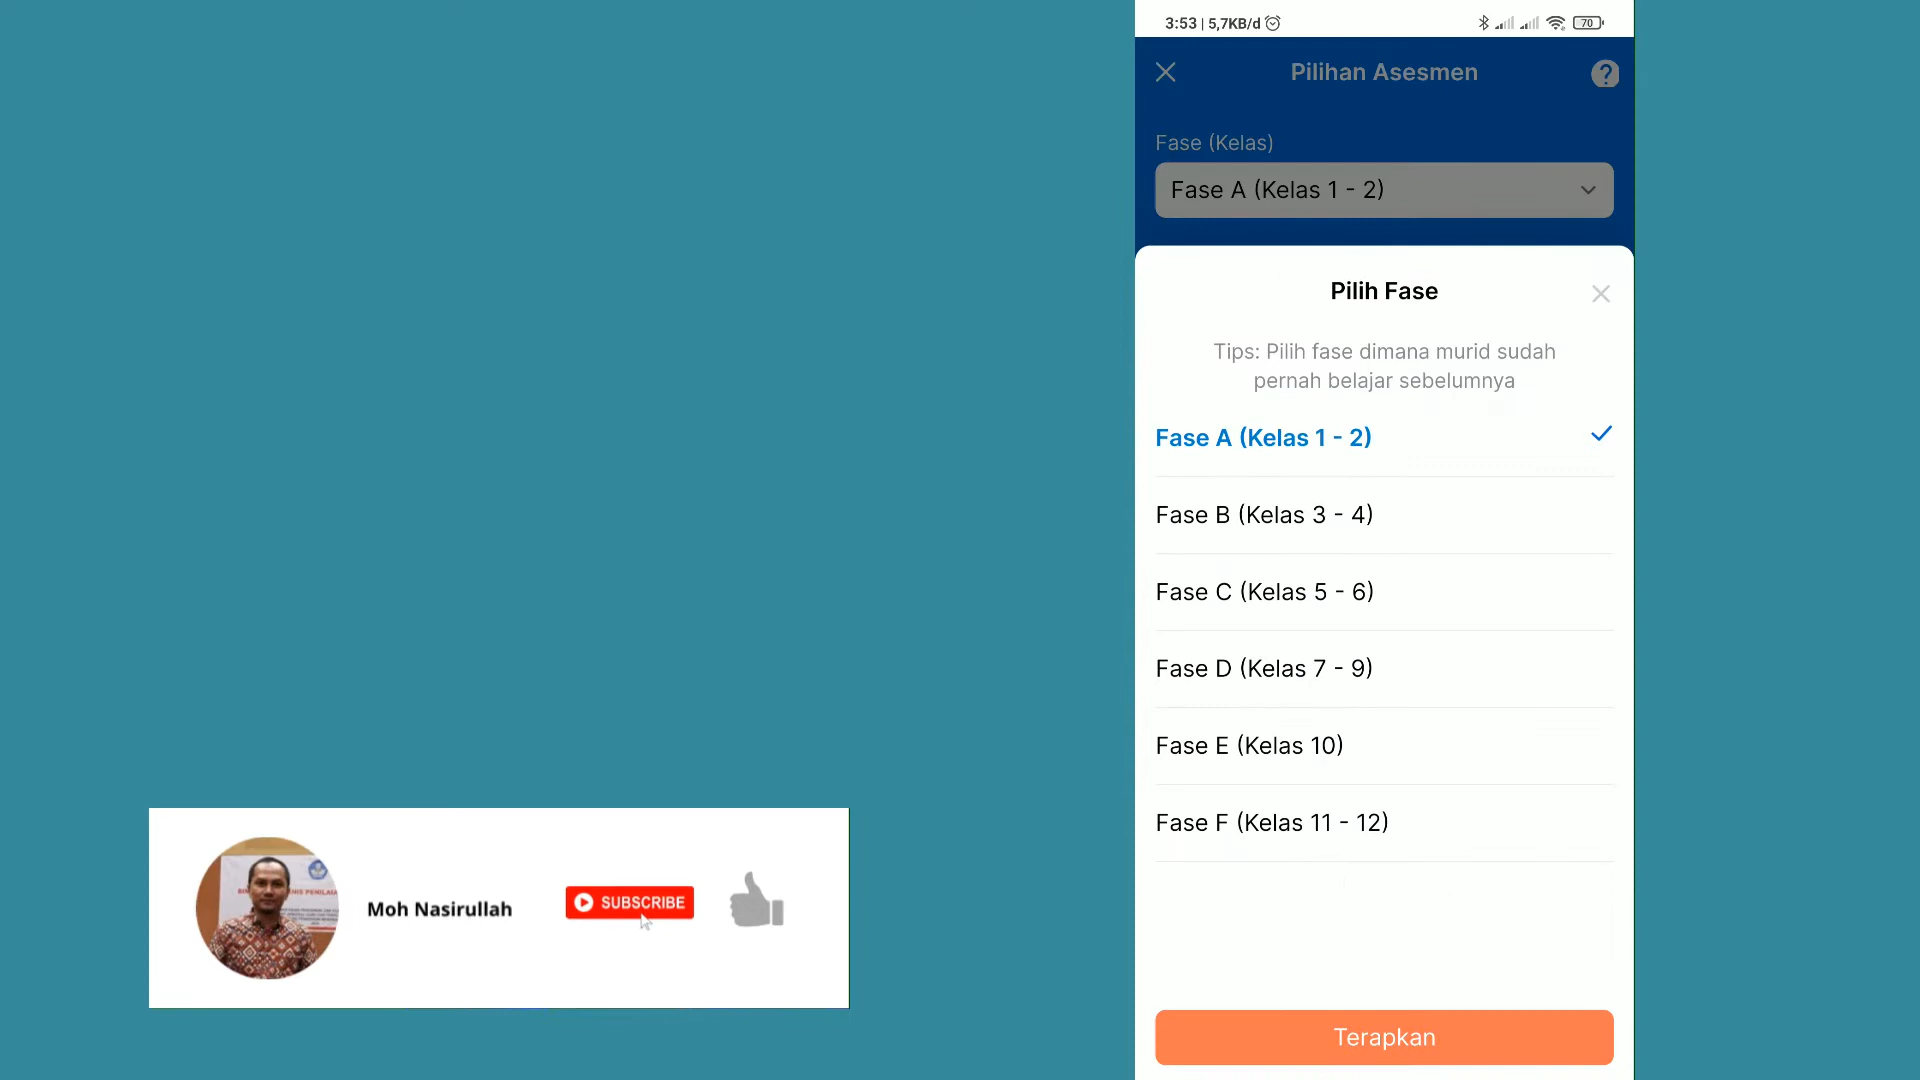 3:53 | 5,7KB/d
70
Pilihan Asesmen
?
Fase (Kelas)
Fase A (Kelas 1 - 2)
Pilih Fase
Tips: Pilih fase dimana murid sudah
pernah belajar sebelumnya
Fase A (Kelas 1 - 2)
Fase B (Kelas 3 - 4)
Fase C (Kelas 5 - 6)
Fase D (Kelas 7 - 9)
Fase E (Kelas 10)
Fase F (Kelas 11 - 12)
Terapkan
Moh Nasirullah
SUBSCRIBE